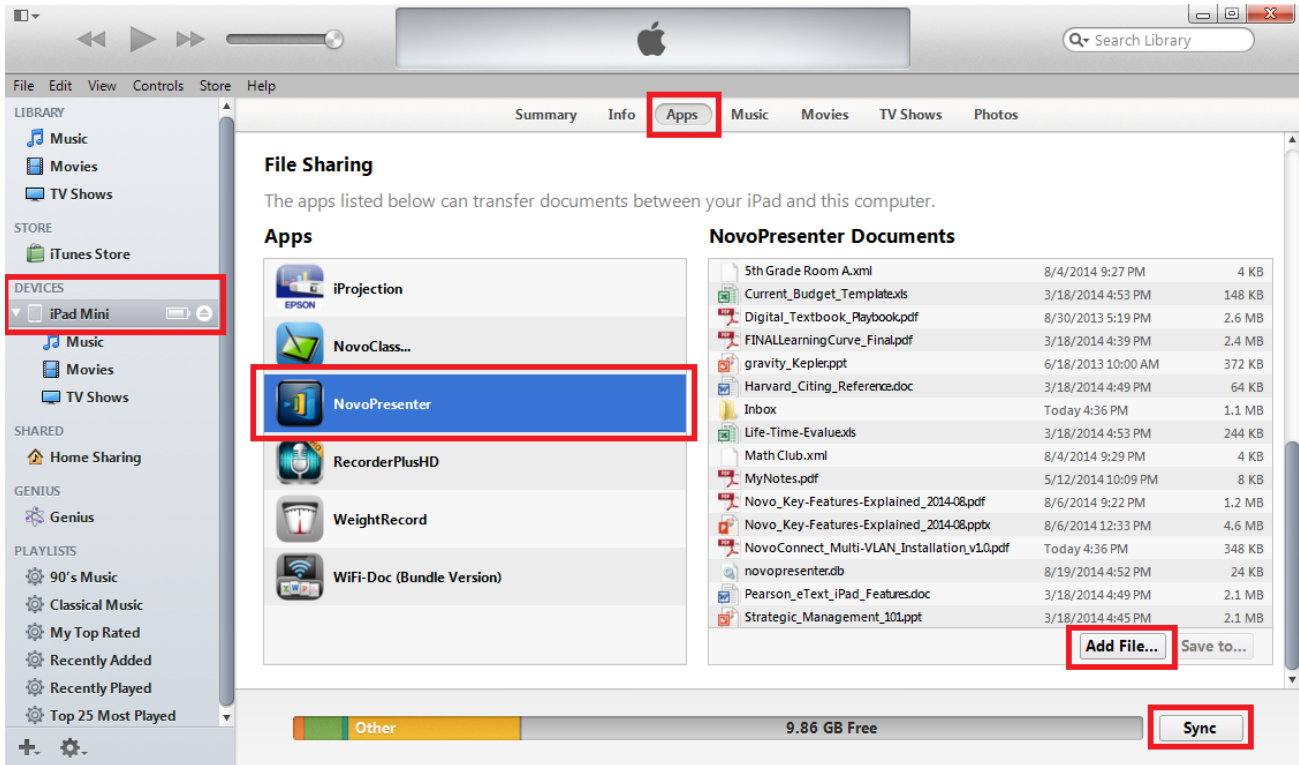 Search Library
File Edit View Controls Store Help
LIBRARY
Music
Movies
TV Shows
STORE
iTunes Store
DEVICES
iPad Mini
Music
Movies
TV Shows
SHARED
Home Sharing
GENIUS
Genius
PLAYLISTS
90's Music
Classical Music
My Top Rated
Recently Added
Recently Played
Top 25 Most Played
Summary Info Apps Music Movies TV Shows Photos
File Sharing
The apps listed below can transfer documents between your iPad and this computer.
Apps
EPSON
iProjection
NovoClass...
NovoPresenter
RecorderPlusHD
WeightRecord
WiFi-Doc (Bundle Version)
NovoPresenter Documents
5th Grade Room A.xml 8/4/2014 9:27 PM 4 KB
Current_Budget_Template.xls 3/18/2014 4:53 PM 148 KB
Digital_Textbook_Playbook.pdf 8/30/2013 5:19 PM 2.6 MB
FINALLearningCurve_Final.pdf 3/18/2014 4:39 PM 2.4 MB
gravity_Kepler.ppt 6/18/2013 10:00 AM 372 KB
Harvard_Citing_Reference.doc 3/18/2014 4:49 PM 64 KB
Inbox Today 4:36 PM 1.1 MB
Life-Time-Evalue.xls 3/18/2014 4:53 PM 244 KB
Math Club.xml 8/4/2014 9:29 PM 4 KB
MyNotes.pdf 5/12/2014 10:09 PM 8 KB
Novo_Key-Features-Explained_2014-08.pdf 8/6/2014 9:22 PM 1.2 MB
Novo_Key-Features-Explained_2014-08.pptx 8/6/2014 12:33 PM 4.6 MB
NovoConnect_Multi-VLAN_Installation_v1.0.pdf Today 4:36 PM 348 KB
novopresenter.db 8/19/2014 4:52 PM 24 KB
Pearson_eText_iPad_Features.doc 3/18/2014 4:49 PM 2.1 MB
Strategic_Management_101.ppt 3/18/2014 4:45 PM 2.1 MB
Add File... Save to...
Other 9.86 GB Free Sync